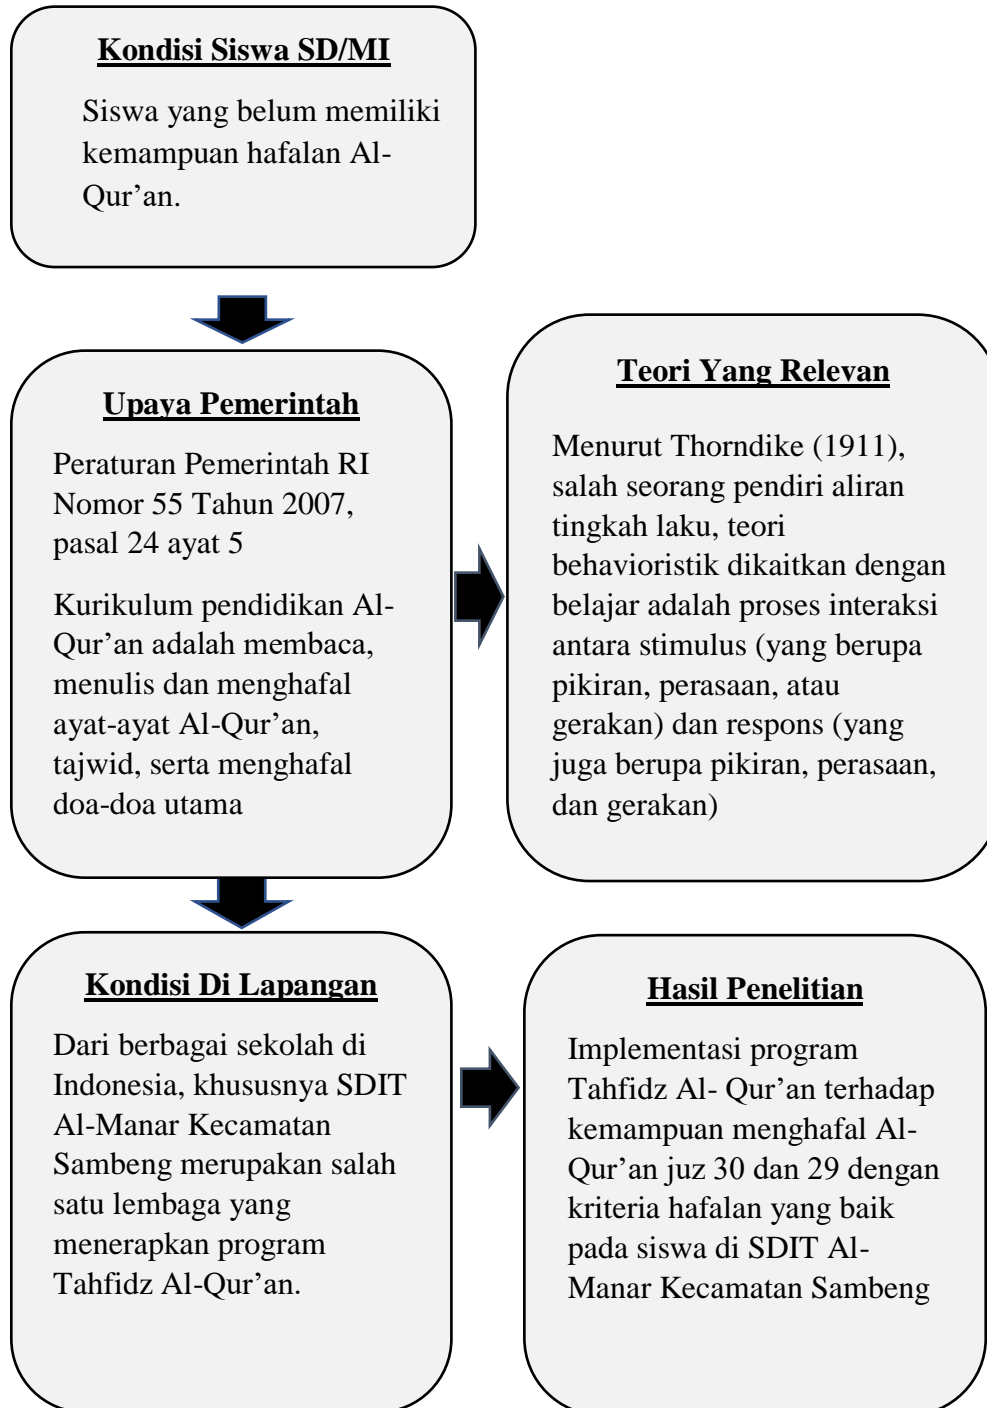 Kondisi Siswa SD/MI
Siswa yang belum memiliki
kemampuan hafalan Al-
Qur’an.
Upaya Pemerintah
Peraturan Pemerintah RI
Nomor 55 Tahun 2007,
pasal 24 ayat 5
Kurikulum pendidikan Al-
Qur’an adalah membaca,
menulis dan menghafal
ayat-ayat Al-Qur’an,
tajwid, serta menghafal
doa-doa utama
Teori Yang Relevan
Menurut Thorndike (1911),
salah seorang pendiri aliran
tingkah laku, teori
behavioristik dikaitkan dengan
belajar adalah proses interaksi
antara stimulus (yang berupa
pikiran, perasaan, atau
gerakan) dan respons (yang
juga berupa pikiran, perasaan,
dan gerakan)
Kondisi Di Lapangan
Dari berbagai sekolah di
Indonesia, khususnya SDIT
Al-Manar Kecamatan
Sambeng merupakan salah
satu lembaga yang
menerapkan program
Tahfidz Al-Qur’an.
Hasil Penelitian
Implementasi program
Tahfidz Al- Qur’an terhadap
kemampuan menghafal Al-
Qur’an juz 30 dan 29 dengan
kriteria hafalan yang baik
pada siswa di SDIT Al-
Manar Kecamatan Sambeng